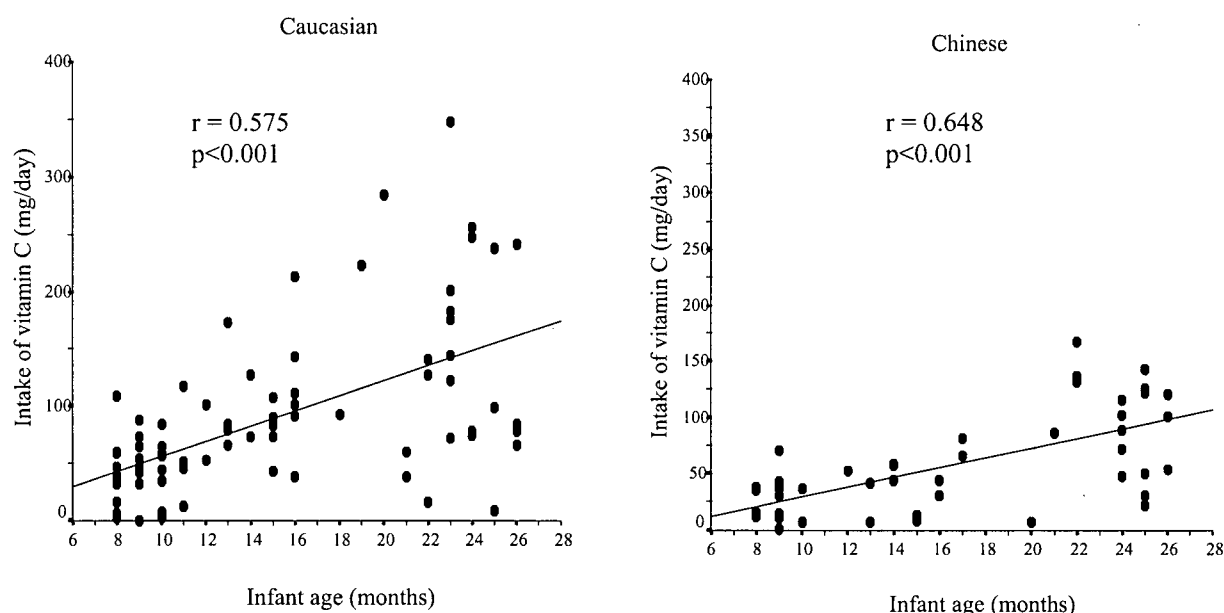 Caucasian
400
300
200
100
0
Intake of vitamin C (mg/day)
r = 0.575
p<0.001
6 8 10 12 14 16 18 20 22 24 26 28
Infant age (months)
Chinese
400
350
300
250
200
150
100
50
0
Intake of vitamin C (mg/day)
r = 0.648
p<0.001
6 8 10 12 14 16 18 20 22 24 26 28
Infant age (months)